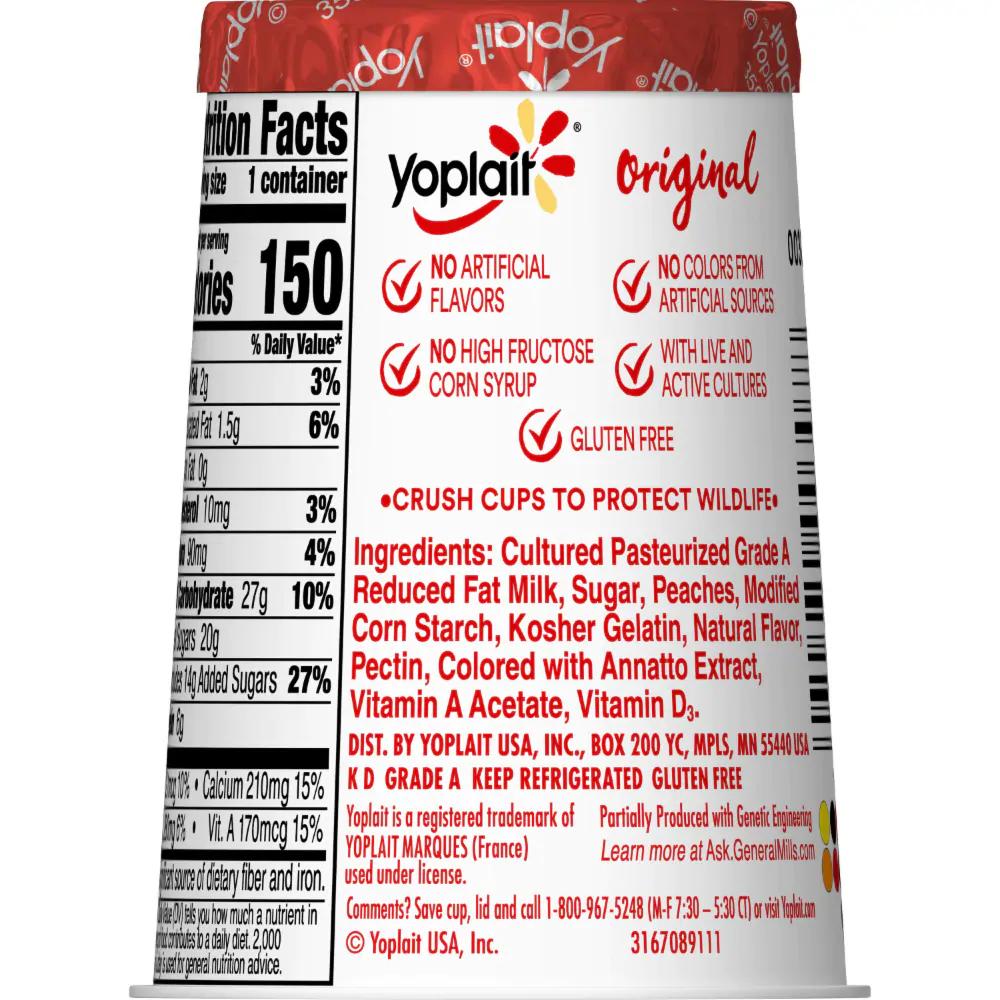 Yoplait
Yoplait
Yoplait
Yoplait
Facts
size 1 container
per serving
150
% Daily Value*
2g 3%
Fat 1.5g 6%
Fat 0g
10mg 3%
90mg 4%
27g 10%
Sugars 20g
14g Added Sugars 27%
6g
10% • Calcium 210mg 15%
6% • Vit. A 170mcg 15%
source of dietary fiber and iron.
(DV) tells you how much a nutrient in
contributes to a daily diet. 2,000
is used for general nutrition advice.
Yoplait®
Original
NO ARTIFICIAL
FLAVORS
NO COLORS FROM
ARTIFICIAL SOURCES
NO HIGH FRUCTOSE
CORN SYRUP
WITH LIVE AND
ACTIVE CULTURES
GLUTEN FREE
•CRUSH CUPS TO PROTECT WILDLIFE•
Ingredients: Cultured Pasteurized Grade A
Reduced Fat Milk, Sugar, Peaches, Modified
Corn Starch, Kosher Gelatin, Natural Flavor,
Pectin, Colored with Annatto Extract,
Vitamin A Acetate, Vitamin D3.
DIST. BY YOPLAIT USA, INC., BOX 200 YC, MPLS, MN 55440 USA
K D GRADE A KEEP REFRIGERATED GLUTEN FREE
Yoplait is a registered trademark of
YOPLAIT MARQUES (France)
used under license.
Partially Produced with Genetic Engineering
Learn more at Ask.GeneralMills.com
Comments? Save cup, lid and call 1-800-967-5248 (M-F 7:30 – 5:30 CT) or visit Yoplait.com
© Yoplait USA, Inc.
3167089111